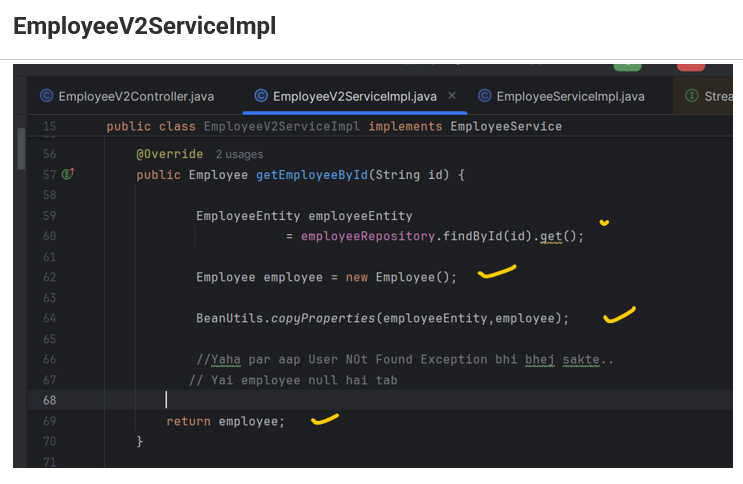 EmployeeV2ServiceImpl
EmployeeV2Controller.java EmployeeV2ServiceImpl.java EmployeeServiceImpl.java Strea
15 public class EmployeeV2ServiceImpl implements EmployeeService
56 @Override 2 usages
57 public Employee getEmployeeById(String id) {
58
59 EmployeeEntity employeeEntity
60 = employeeRepository.findById(id).get();
61
62 Employee employee = new Employee();
63
64 BeanUtils.copyProperties(employeeEntity,employee);
65
66 //Yaha par aap User NOt Found Exception bhi bhej sakte..
67 // Yai employee null hai tab
68
69 return employee;
70 }
71